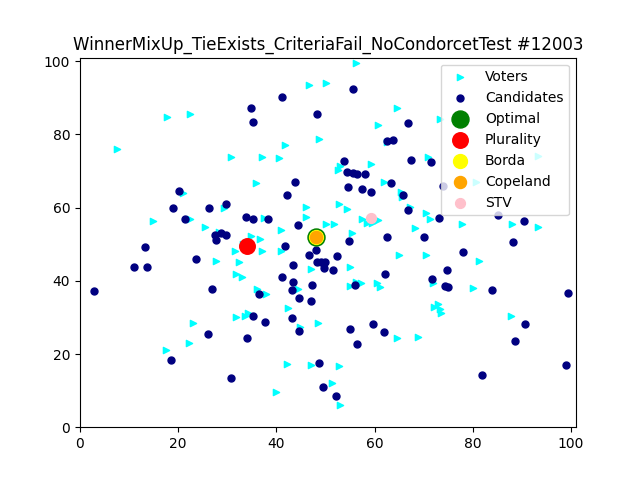 WinnerMixUp_TieExists_CriteriaFail_NoCondorcetTest #12003
100
80
60
40
20
0
0 20 40 60 80 100
Voters
Candidates
Optimal
Plurality
Borda
Copeland
STV